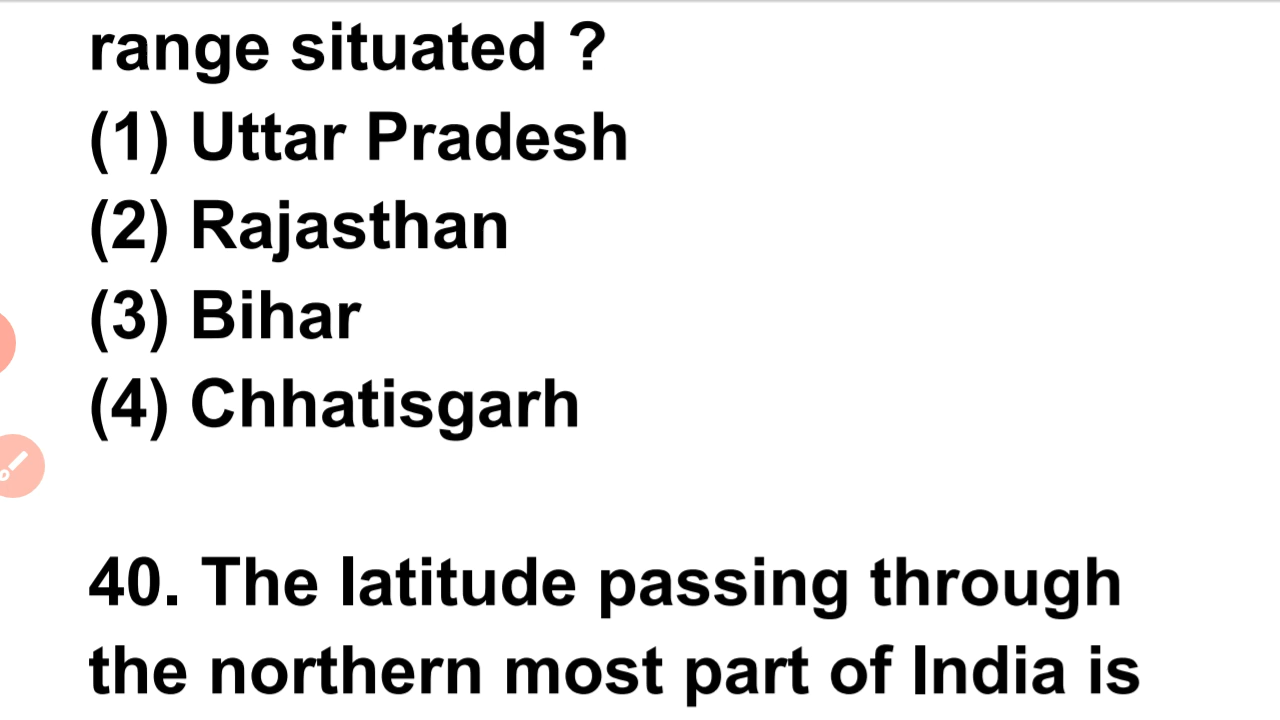 range situated ?
(1) Uttar Pradesh
(2) Rajasthan
(3) Bihar
(4) Chhatisgarh
40. The latitude passing through
the northern most part of India is